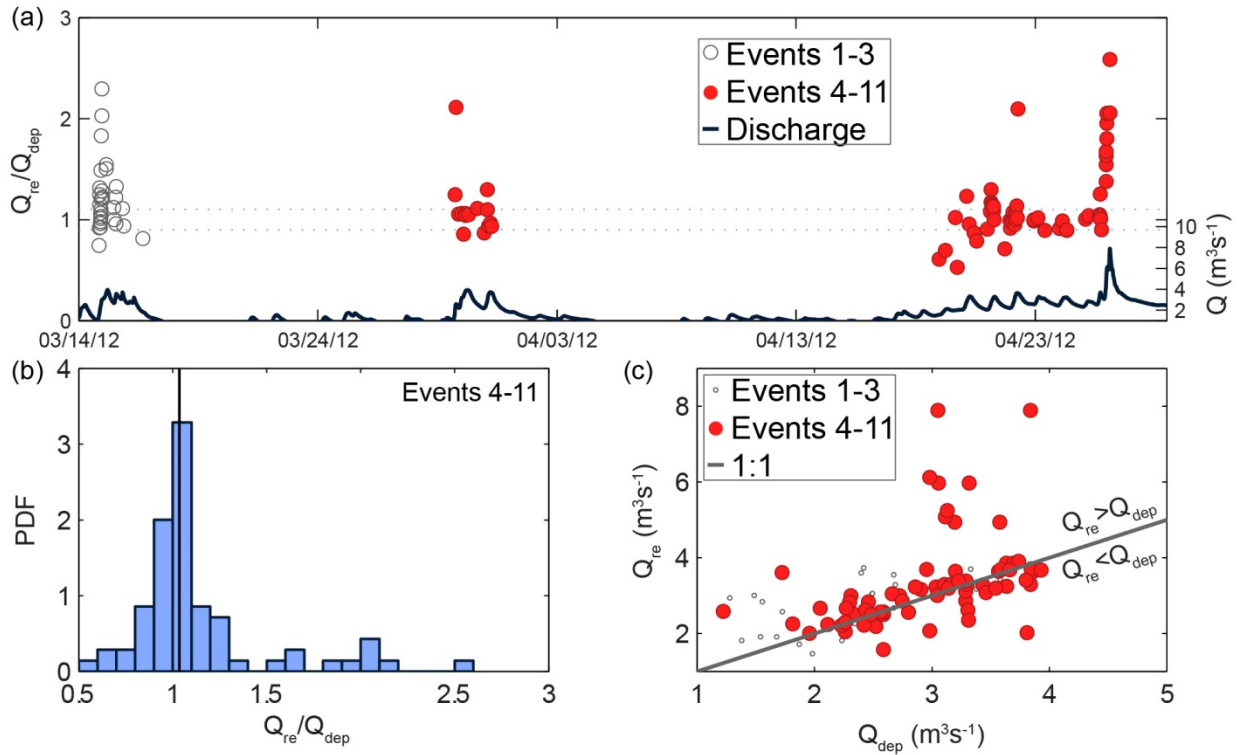 (a)
3
2
1
0
Q_re/Q_dep
Events 1-3
Events 4-11
Discharge
10
8
6
4
2
Q (m³s⁻¹)
03/14/12 03/24/12 04/03/12 04/13/12 04/23/12
(b)
4
3
2
1
0
PDF
Events 4-11
0.5 1 1.5 2 2.5 3
Q_re/Q_dep
(c)
8
6
4
2
Q_re (m³s⁻¹)
Events 1-3
Events 4-11
1:1
Q_re>Q_dep
Q_re<Q_dep
1 2 3 4 5
Q_dep (m³s⁻¹)